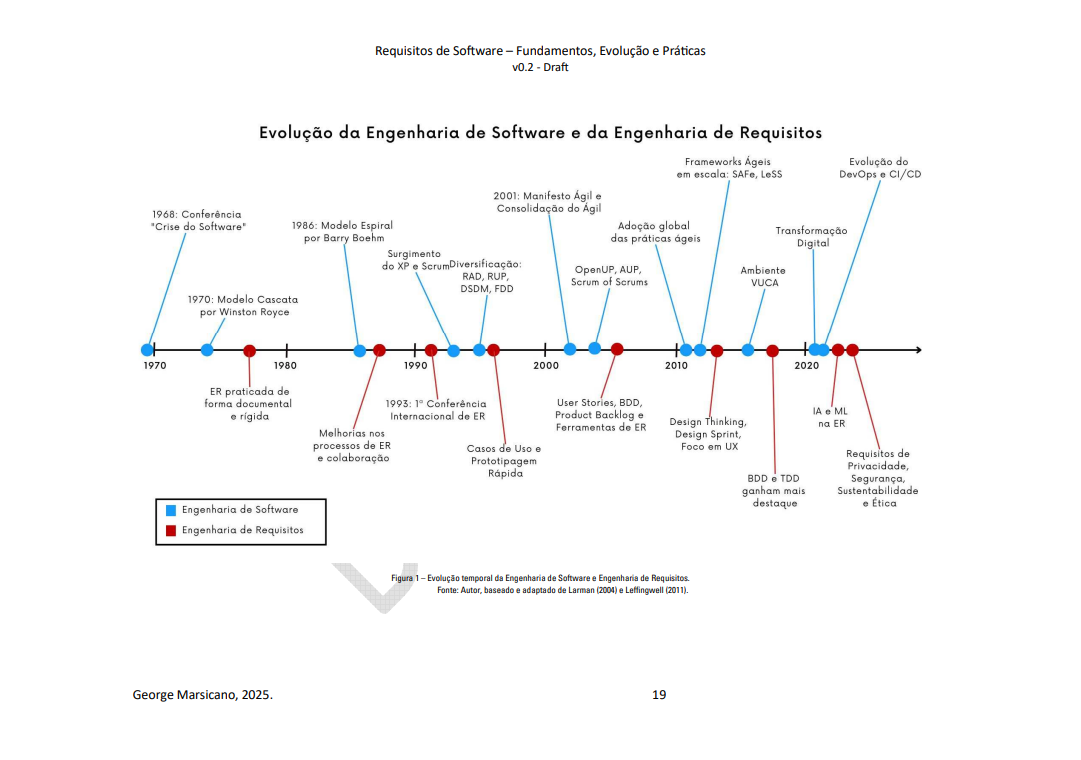 Requisitos de Software – Fundamentos, Evolução e Práticas
v0.2 - Draft
Evolução da Engenharia de Software e da Engenharia de Requisitos
1968: Conferência
"Crise do Software"
1970: Modelo Cascata
por Winston Royce
1986: Modelo Espiral
por Barry Boehm
Surgimento
do XP e Scrum
Diversificação:
RAD, RUP,
DSDM, FDD
2001: Manifesto Ágil e
Consolidação do Ágil
OpenUP, AUP,
Scrum of Scrums
Adoção global
das práticas ágeis
Frameworks Ágeis
em escala: SAFe, LeSS
Ambiente
VUCA
Transformação
Digital
Evolução do
DevOps e CI/CD
1970
1980
1990
2000
2010
2020
ER praticada de
forma documental
e rígida
Melhorias nos
processos de ER
e colaboração
1993: 1º Conferência
Internacional de ER
Casos de Uso e
Prototipagem
Rápida
User Stories, BDD,
Product Backlog e
Ferramentas de ER
Design Thinking,
Design Sprint,
Foco em UX
BDD e TDD
ganham mais
destaque
IA e ML
na ER
Requisitos de
Privacidade,
Segurança,
Sustentabilidade
e Ética
Engenharia de Software
Engenharia de Requisitos
Figura 1 – Evolução temporal da Engenharia de Software e Engenharia de Requisitos.
Fonte: Autor, baseado e adaptado de Larman (2004) e Leffingwell (2011).
George Marsicano, 2025.
19